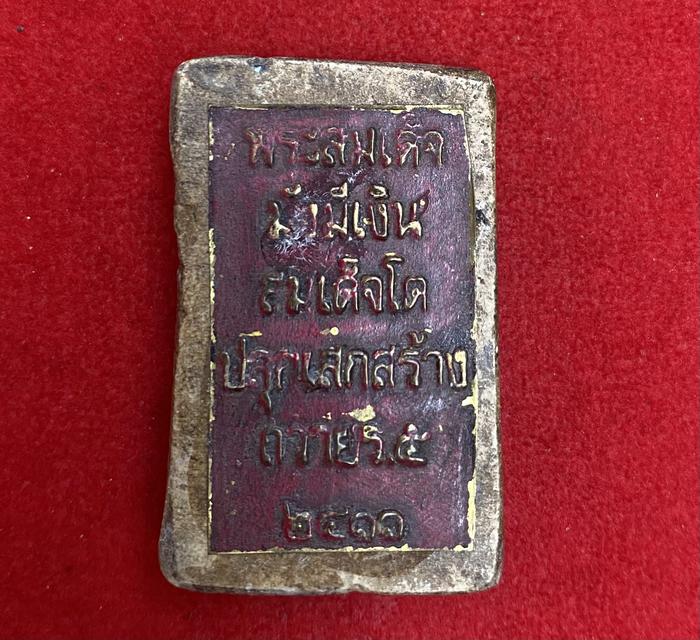 พระสมเด็จ
มั่งมีเงิน
สมเด็จโต
ปลุกเสกสร้าง
ถวายร.๕
๒๔๑๑